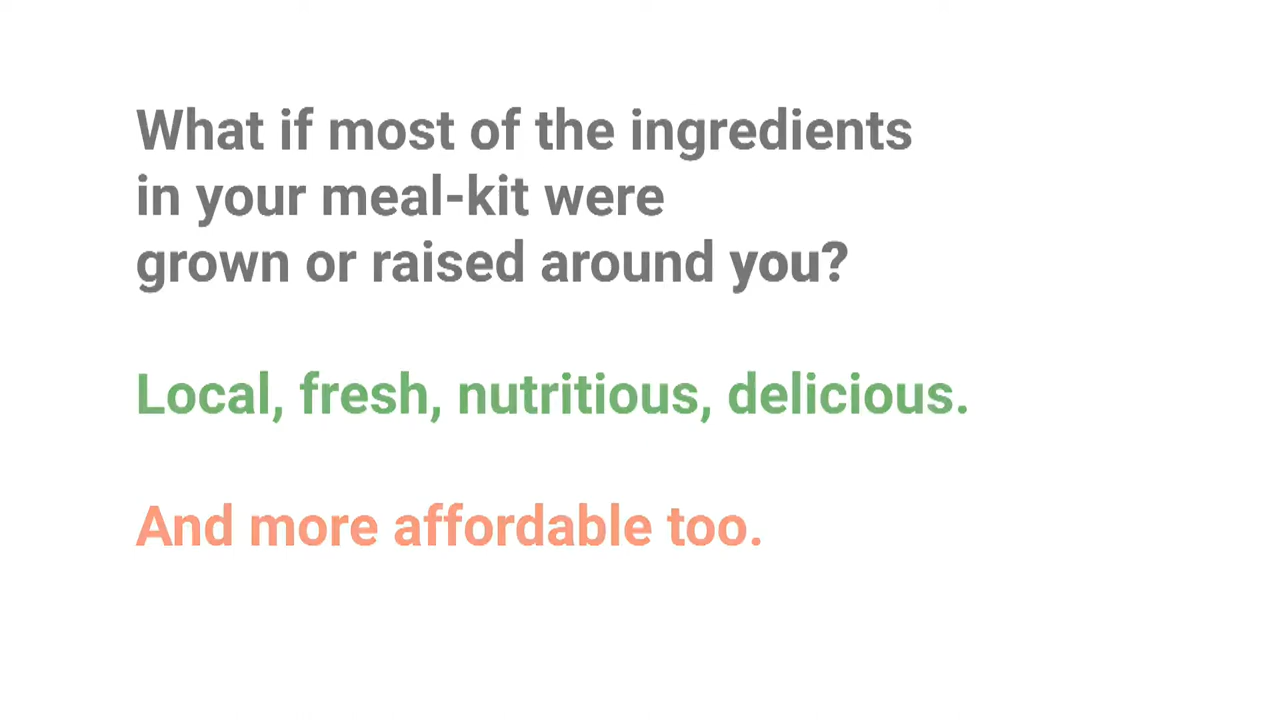 What if most of the ingredients
in your meal-kit were
grown or raised around you?
Local, fresh, nutritious, delicious.
And more affordable too.